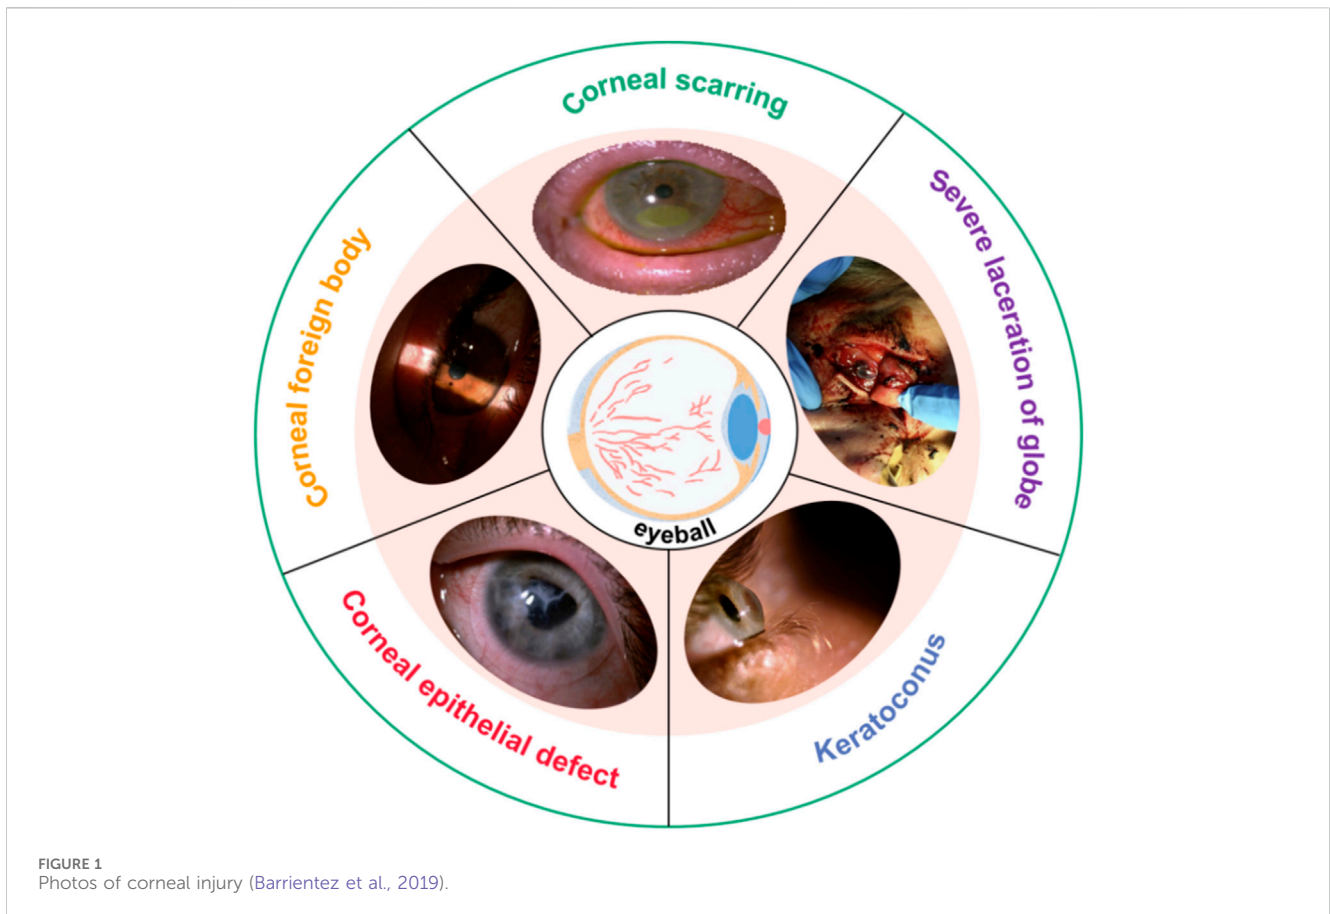 Corneal scarring
Severe laceration of globe
Corneal foreign body
eyeball
Corneal epithelial defect
Keratoconus
FIGURE 1
Photos of corneal injury (Barrientez et al., 2019).